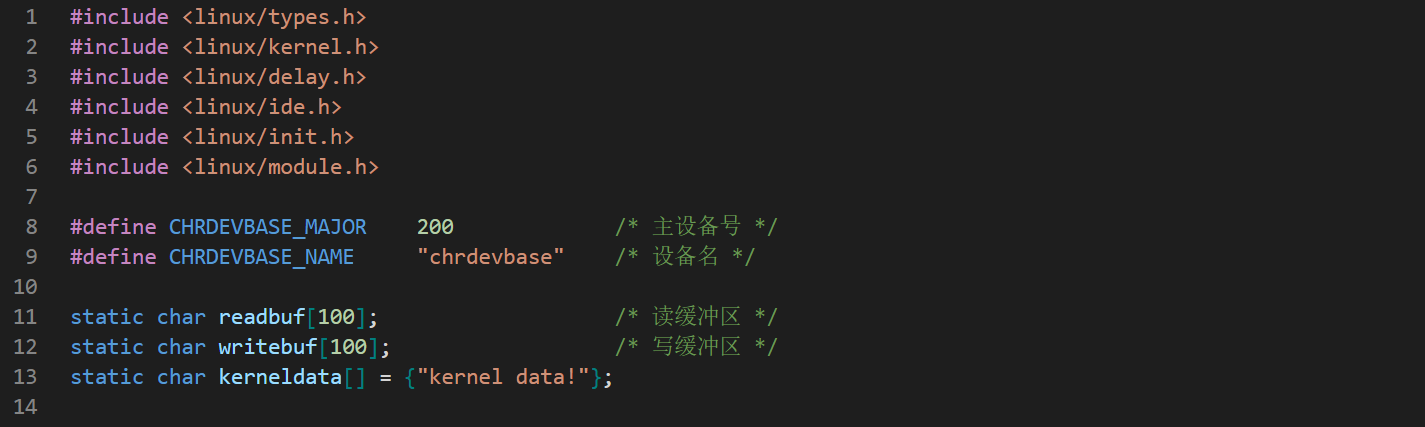 1 #include <linux/types.h>
2 #include <linux/kernel.h>
3 #include <linux/delay.h>
4 #include <linux/ide.h>
5 #include <linux/init.h>
6 #include <linux/module.h>
7
8 #define CHRDEVBASE_MAJOR    200             /* 主设备号 */
9 #define CHRDEVBASE_NAME     "chrdevbase"    /* 设备名 */
10
11 static char readbuf[100];                   /* 读缓冲区 */
12 static char writebuf[100];                  /* 写缓冲区 */
13 static char kerneldata[] = {"kernel data!"};
14